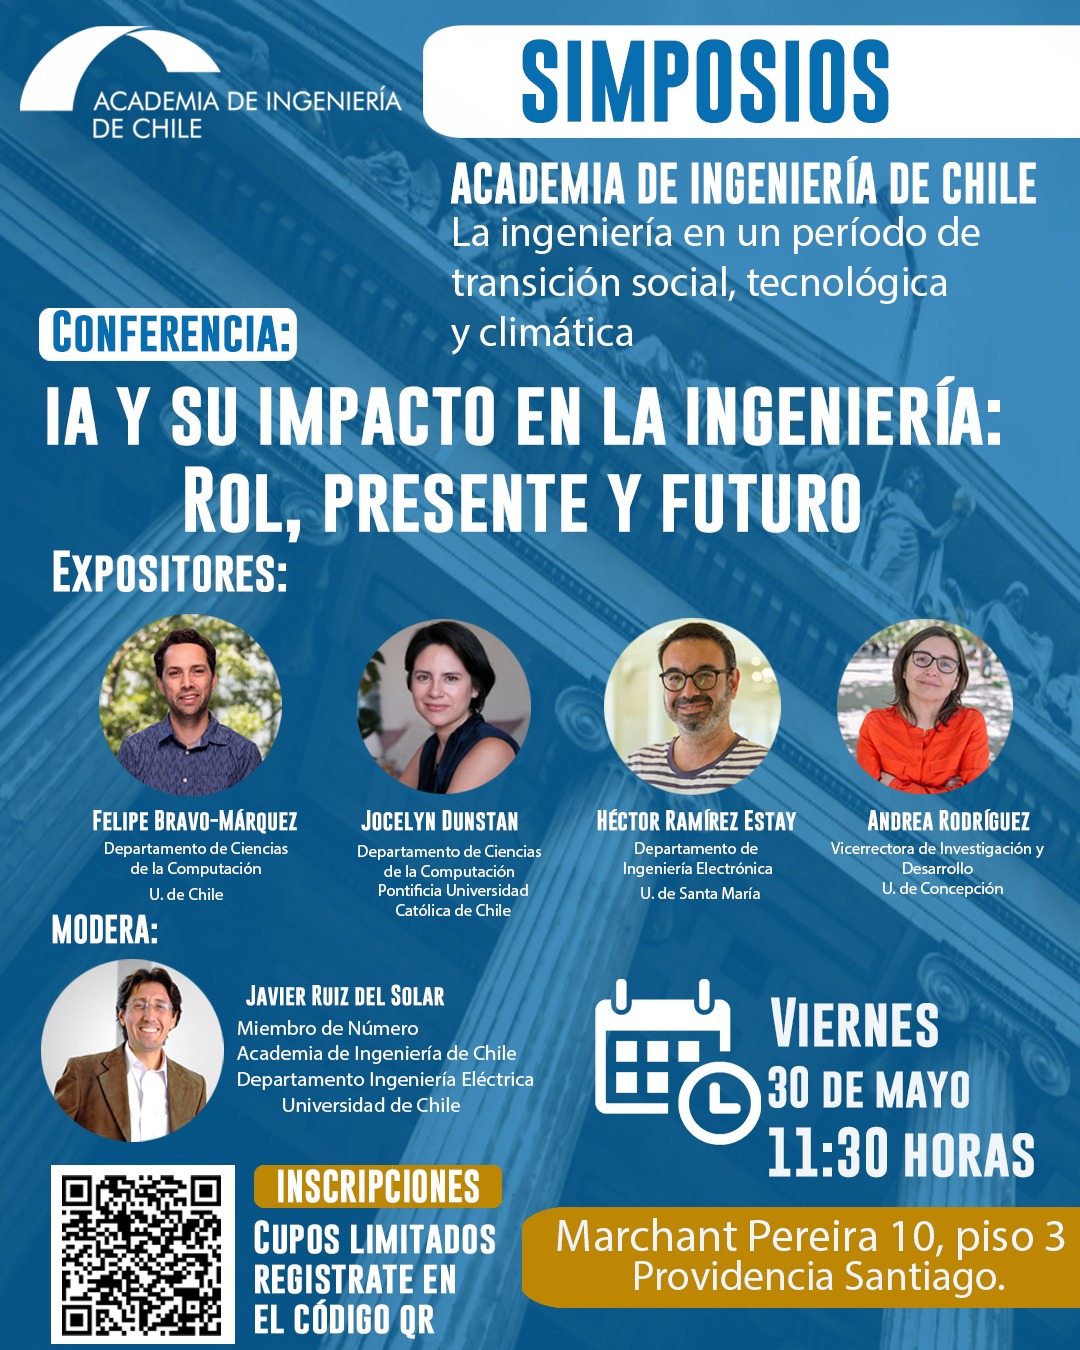 ACADEMIA DE INGENIERÍA
DE CHILE
SIMPOSIOS
ACADEMIA DE INGENIERÍA DE CHILE
La ingeniería en un período de
transición social, tecnológica
y climática
CONFERENCIA:
IA Y SU IMPACTO EN LA INGENIERÍA:
ROL, PRESENTE Y FUTURO
EXPOSITORES:
FELIPE BRAVO-MÁRQUEZ
Departamento de Ciencias
de la Computación
U. de Chile
JOCELYN DUNSTAN
Departamento de Ciencias
de la Computación
Pontificia Universidad
Católica de Chile
HÉCTOR RAMÍREZ ESTAY
Departamento de
Ingeniería Electrónica
U. de Santa María
ANDREA RODRÍGUEZ
Vicerrectora de Investigación y
Desarrollo
U. de Concepción
MODERA:
JAVIER RUIZ DEL SOLAR
Miembro de Número
Academia de Ingeniería de Chile
Departamento Ingeniería Eléctrica
Universidad de Chile
VIERNES
30 DE MAYO
11:30 HORAS
INSCRIPCIONES
CUPOS LIMITADOS
REGISTRATE EN
EL CÓDIGO QR
Marchant Pereira 10, piso 3
Providencia Santiago.